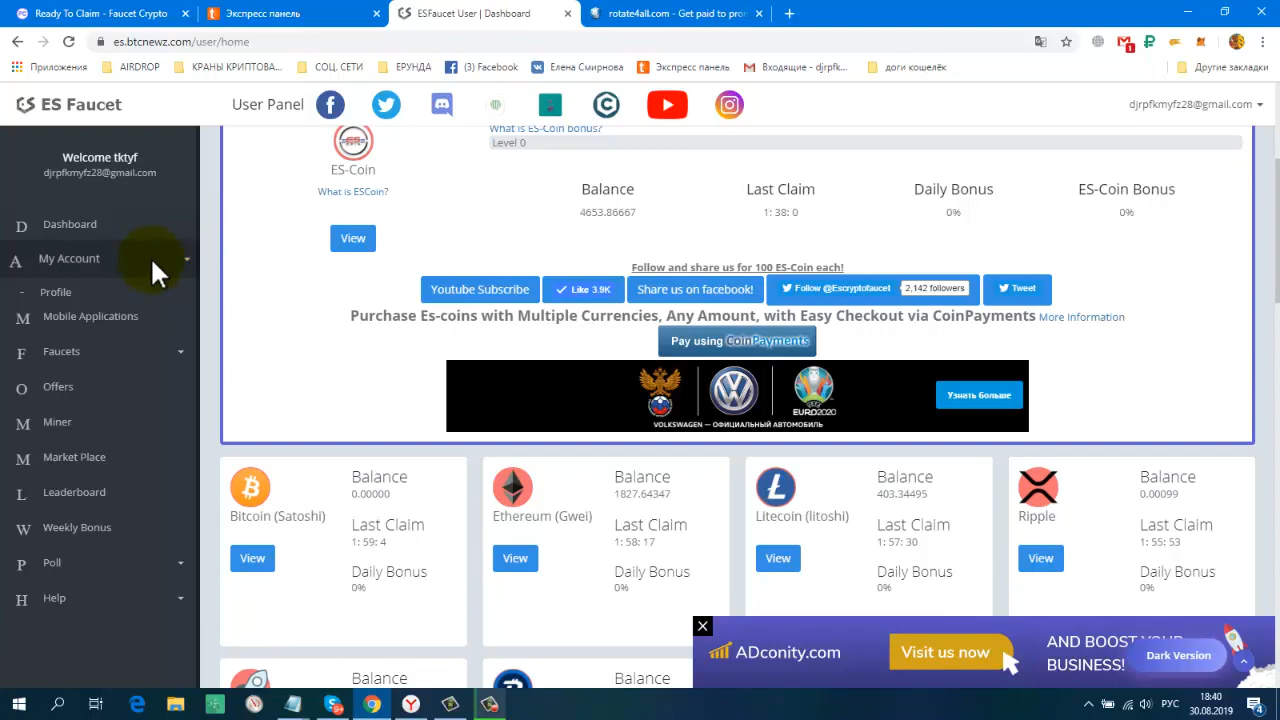 Ready To Claim - Faucet Crypto
Экспресс панель
ESFaucet User | Dashboard
rotate4all.com - Get paid to pro
es.btcnewz.com/user/home
Приложения
AIRDROP
КРАНЫ КРИПТОВА...
СОЦ. СЕТИ
ЕРУНДА
(3) Facebook
Елена Смирнова
Экспресс панель
Входящие - djrpfk...
доги кошелёк
Другие закладки
ES Faucet
User Panel
djrpfkmyfz28@gmail.com
Welcome tktyf
djrpfkmyfz28@gmail.com
D Dashboard
A My Account
- Profile
M Mobile Applications
F Faucets
O Offers
M Miner
M Market Place
L Leaderboard
W Weekly Bonus
P Poll
H Help
What is ES-Coin bonus?
Level 0
ES-Coin
What is ESCoin?
View
Balance Last Claim Daily Bonus ES-Coin Bonus
4653.86667 1: 38: 0 0% 0%
Follow and share us for 100 ES-Coin each!
Youtube Subscribe
Like 3.9K
Share us on facebook!
Follow @Escryptofaucet
2,142 followers
Tweet
Purchase Es-coins with Multiple Currencies, Any Amount, with Easy Checkout via CoinPayments More Information
Pay using CoinPayments
EURO2020
VOLKSWAGEN — ОФИЦИАЛЬНЫЙ АВТОМОБИЛЬ
Узнать больше
Bitcoin (Satoshi)
View
Balance
0.00000
Last Claim
1: 59: 4
Daily Bonus
0%
Ethereum (Gwei)
View
Balance
1827.64347
Last Claim
1: 58: 17
Daily Bonus
0%
Litecoin (litoshi)
View
Balance
403.34495
Last Claim
1: 57: 30
Daily Bonus
0%
Ripple
View
Balance
0.00099
Last Claim
1: 55: 53
Daily Bonus
0%
Balance
Balance
ADconity.com
Visit us now
AND BOOST YOUR
BUSINESS!
Dark Version
РУС
18:40
30.08.2019